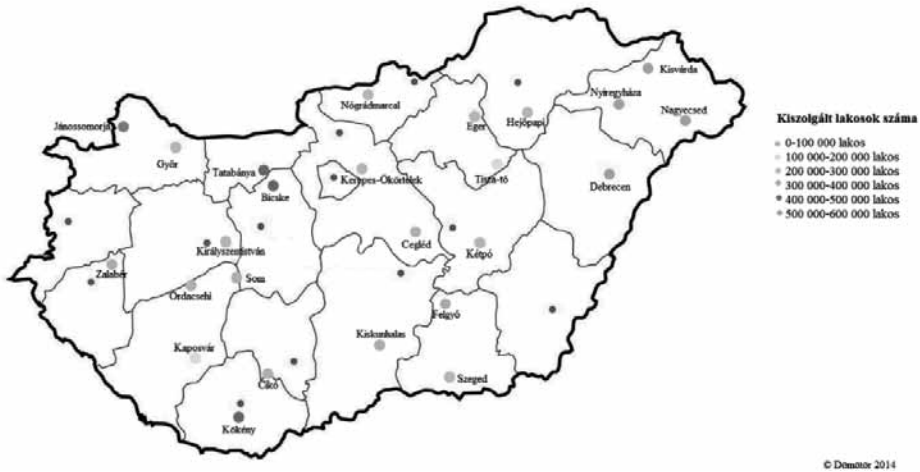 Kisvárda
Nógrádmarcal
Nyíregyháza
Eger
Hejőpapi
Nagyecsed
Jánossomorja
Győr
Tatabánya
Kerepes-Ökörtelek
Tisza-tó
Debrecen
Bicske
Királyszentistván
Cegléd
Kétpó
Zalabér
Som
Ordacsehi
Felgyő
Kiskunhalas
Kaposvár
Cikó
Szeged
Kökény
Kiszolgált lakosok száma
0-100 000 lakos
100 000-200 000 lakos
200 000-300 000 lakos
300 000-400 000 lakos
400 000-500 000 lakos
500 000-600 000 lakos
© Dömötör 2014